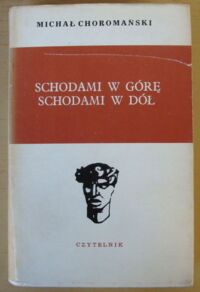 MICHAŁ CHOROMAŃSKI
SCHODAMI W GÓRĘ
SCHODAMI W DÓŁ
CZYTELNIK